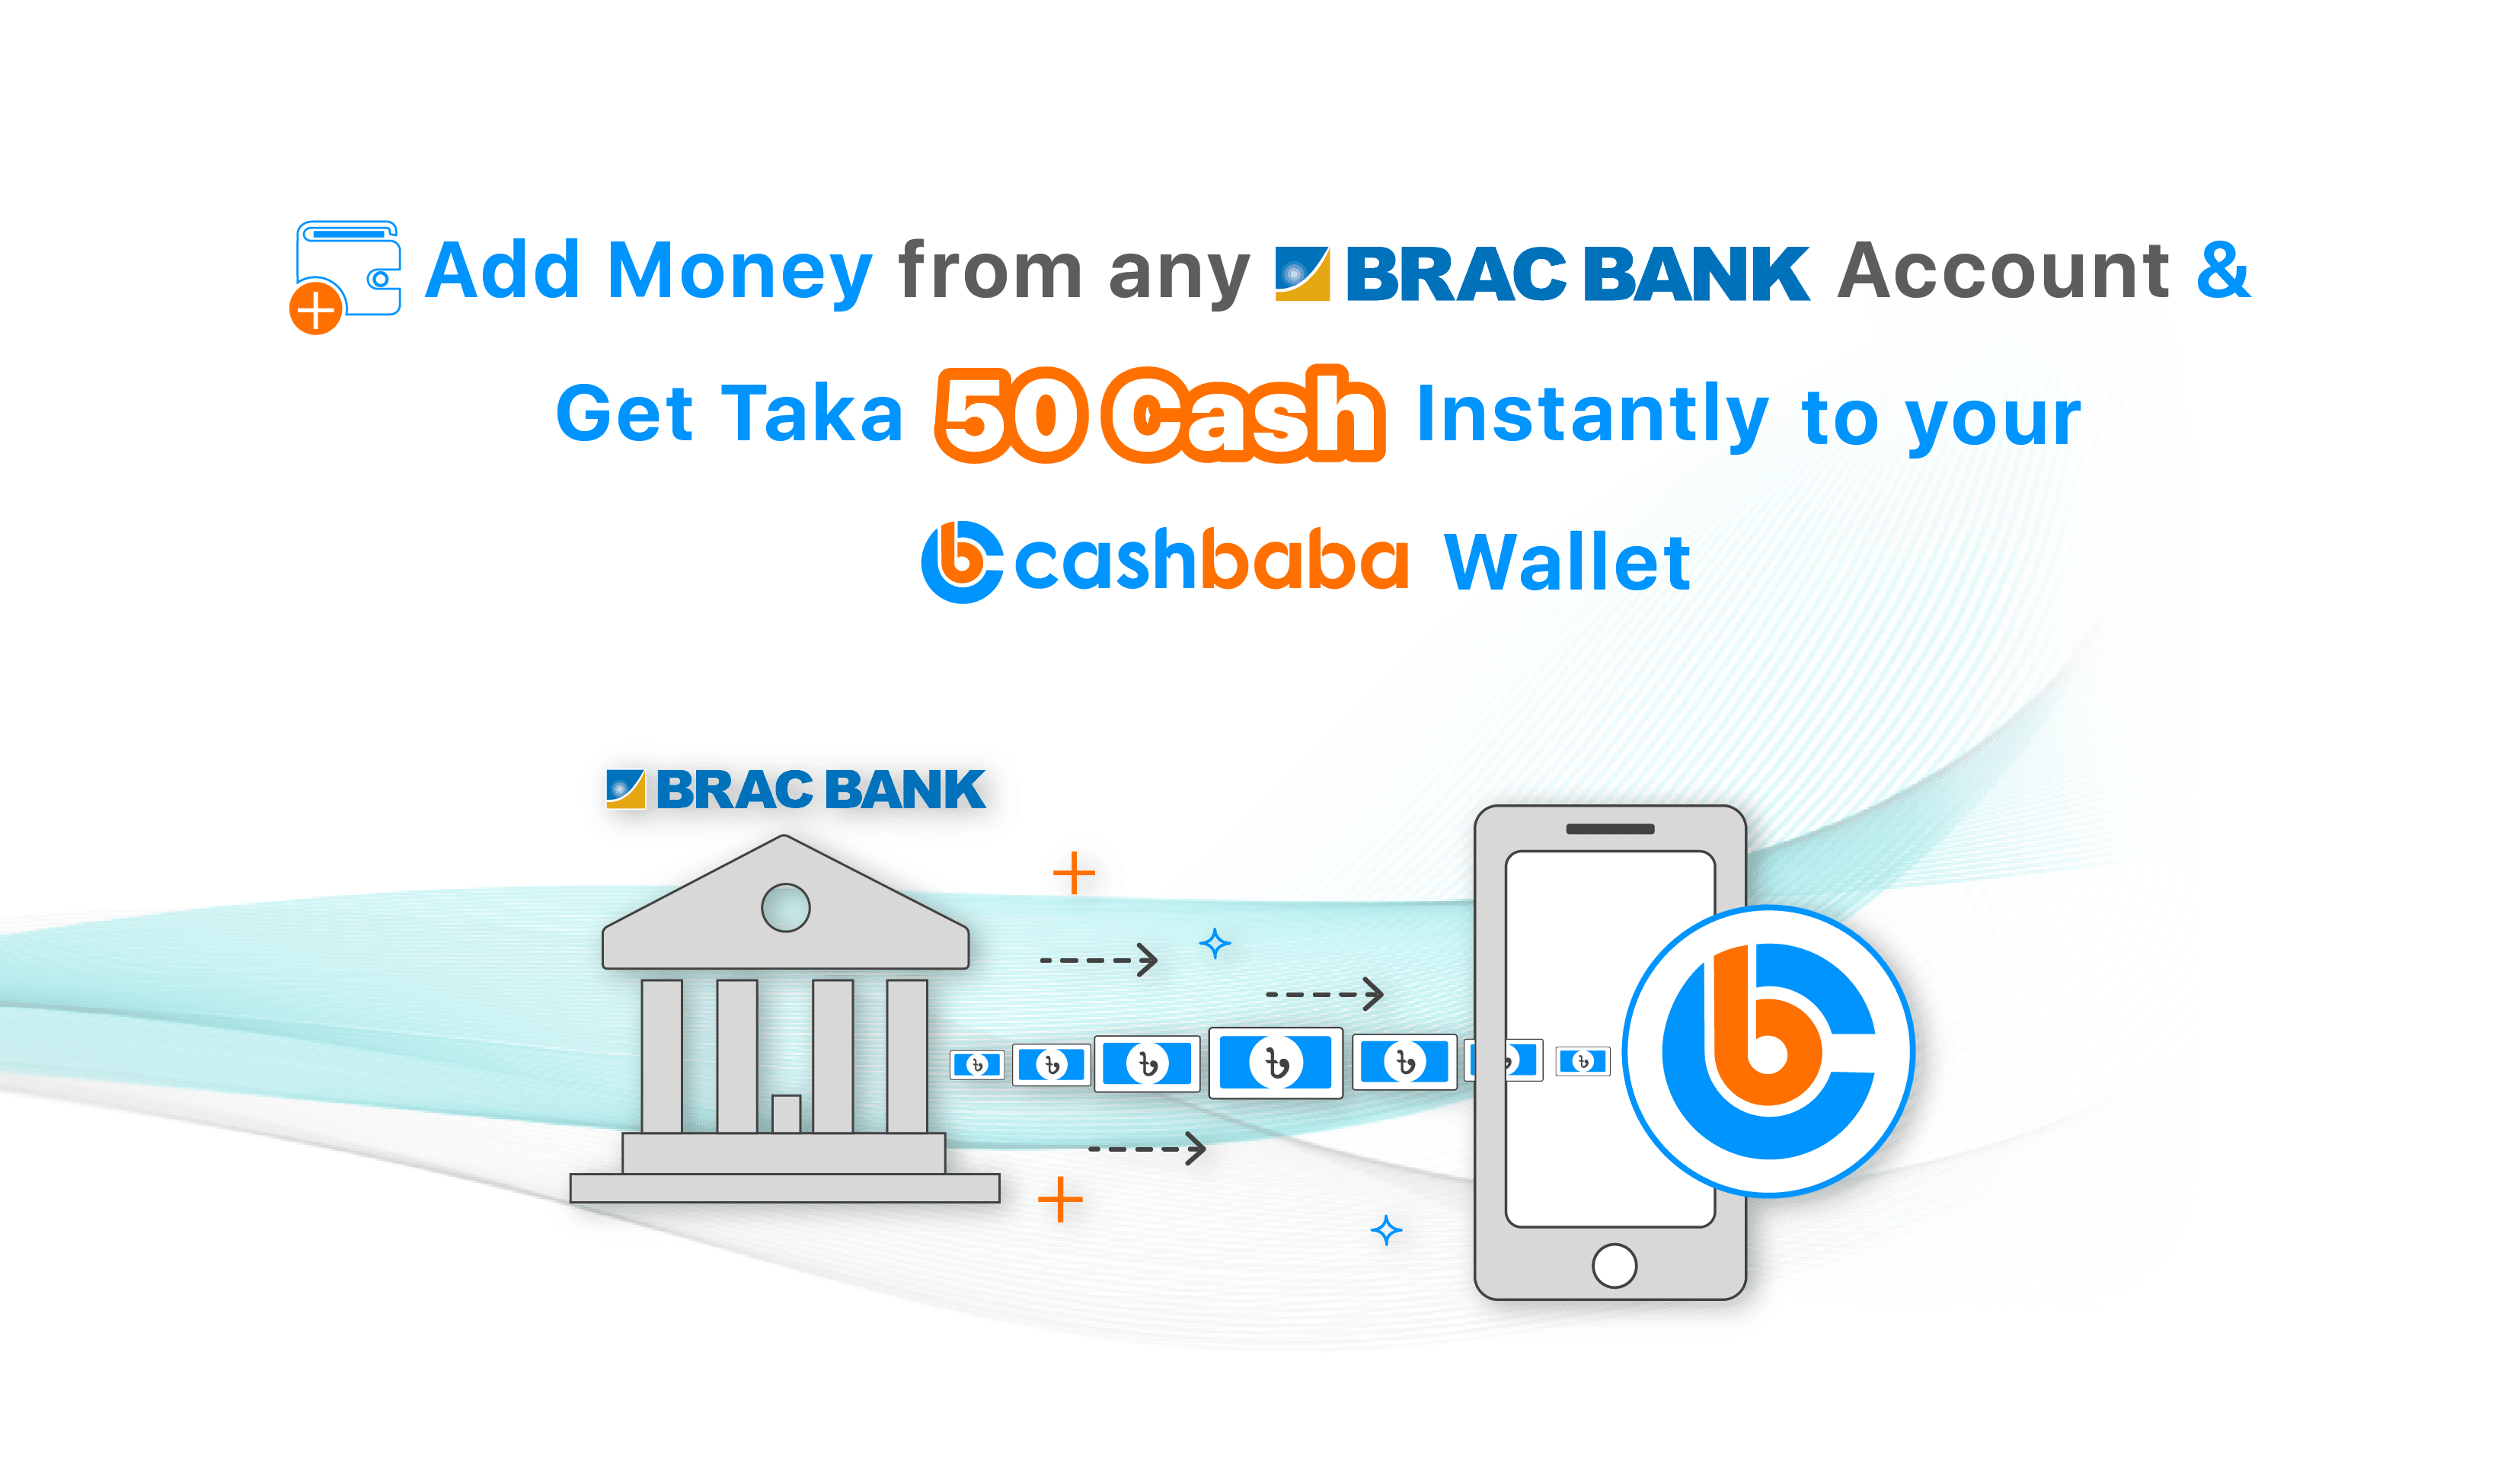 Add Money from any BRAC BANK Account &
Get Taka 50 Cash Instantly to your
cashbaba Wallet
BRAC BANK
৳ ৳ ৳ ৳ ৳ ৳ ৳